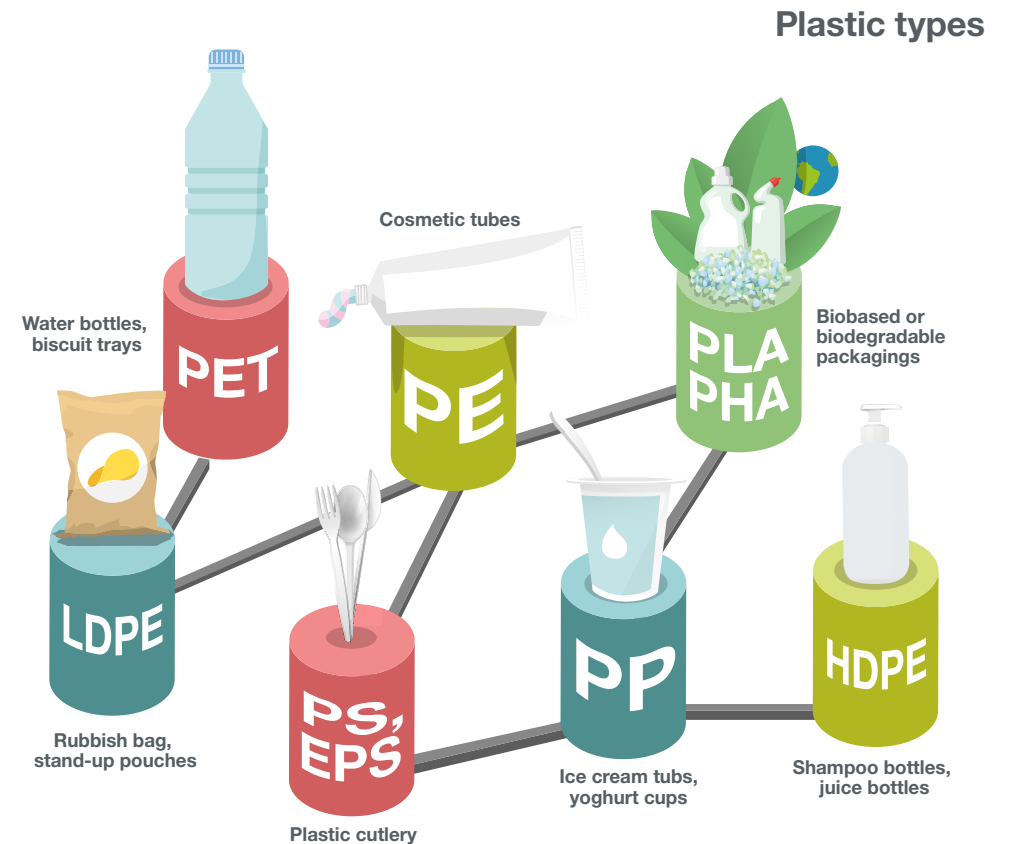 Plastic types
Cosmetic tubes
Water bottles,
biscuit trays
PET
PE
PLA
PHA
Biobased or
biodegradable
packagings
LDPE
Rubbish bag,
stand-up pouches
PS,
EPS
Plastic cutlery
PP
Ice cream tubs,
yoghurt cups
HDPE
Shampoo bottles,
juice bottles